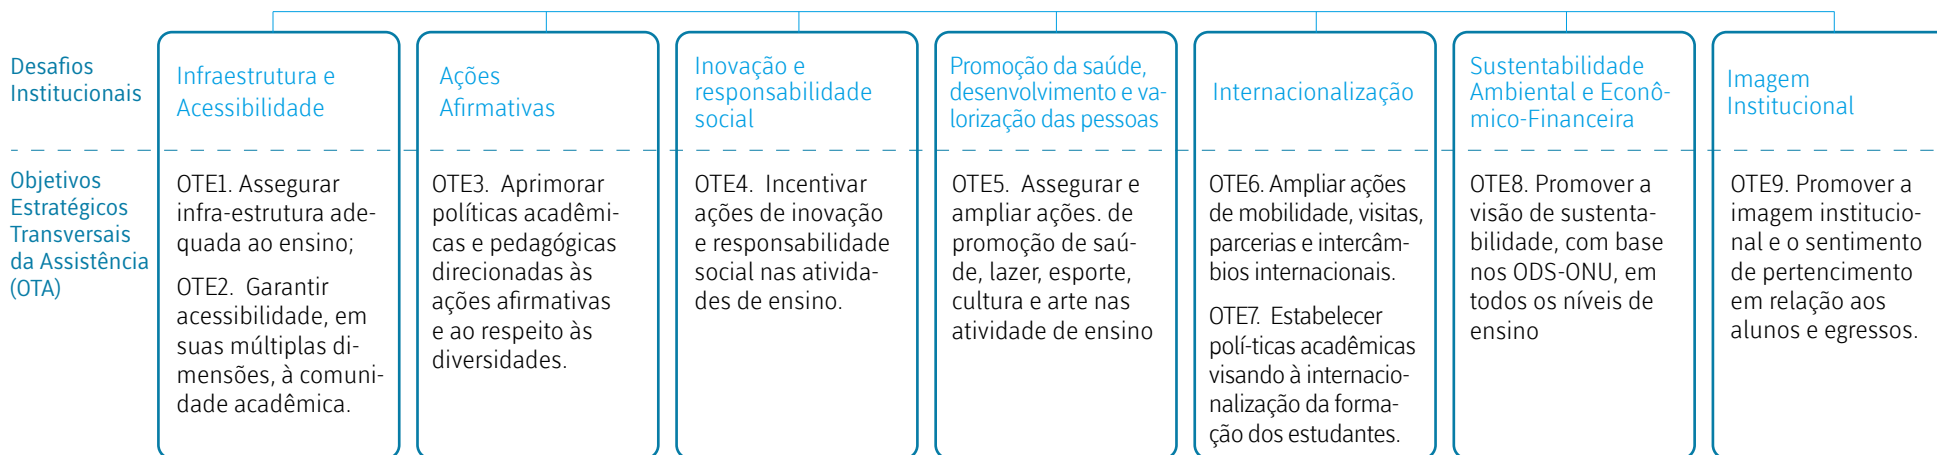 Desafios
Institucionais
Infraestrutura e
Acessibilidade
Ações
Afirmativas
Inovação e
responsabilidade
social
Promoção da saúde,
desenvolvimento e va-
lorização das pessoas
Internacionalização
Sustentabilidade
Ambiental e Econô-
mico-Financeira
Imagem
Institucional
Objetivos
Estratégicos
Transversais
da Assistência
(OTA)
OTE1. Assegurar
infra-estrutura ade-
quada ao ensino;
OTE2. Garantir
acessibilidade, em
suas múltiplas di-
mensões, à comuni-
dade acadêmica.
OTE3. Aprimorar
políticas acadêmi-
cas e pedagógicas
direcionadas às
ações afirmativas
e ao respeito às
diversidades.
OTE4. Incentivar
ações de inovação
e responsabilidade
social nas ativida-
des de ensino.
OTE5. Assegurar e
ampliar ações. de
promoção de saú-
de, lazer, esporte,
cultura e arte nas
atividade de ensino
OTE6. Ampliar ações
de mobilidade, visitas,
parcerias e intercâm-
bios internacionais.
OTE7. Estabelecer
polí-ticas acadêmicas
visando à internacio-
nalização da forma-
ção dos estudantes.
OTE8. Promover a
visão de sustenta-
bilidade, com base
nos ODS-ONU, em
todos os níveis de
ensino
OTE9. Promover a
imagem institucio-
nal e o sentimento
de pertencimento
em relação aos
alunos e egressos.